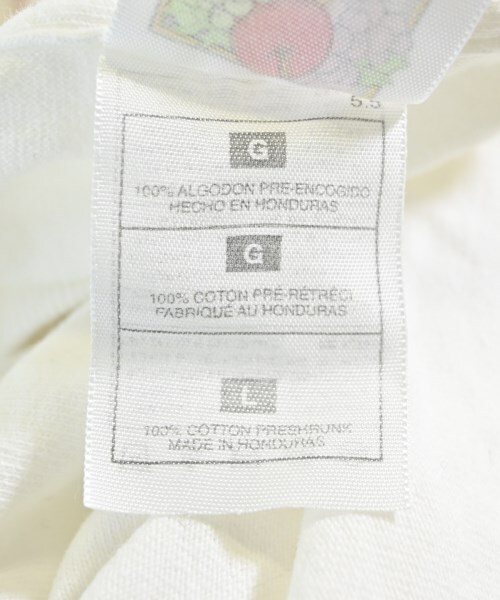 5.5
G
100% ALGODON PRE-ENCOGIDO
HECHO EN HONDURAS
G
100% COTON PRÉ-RÉTRÉCI
FABRIQUÉ AU HONDURAS
L
100% COTTON PRESHRUNK
MADE IN HONDURAS